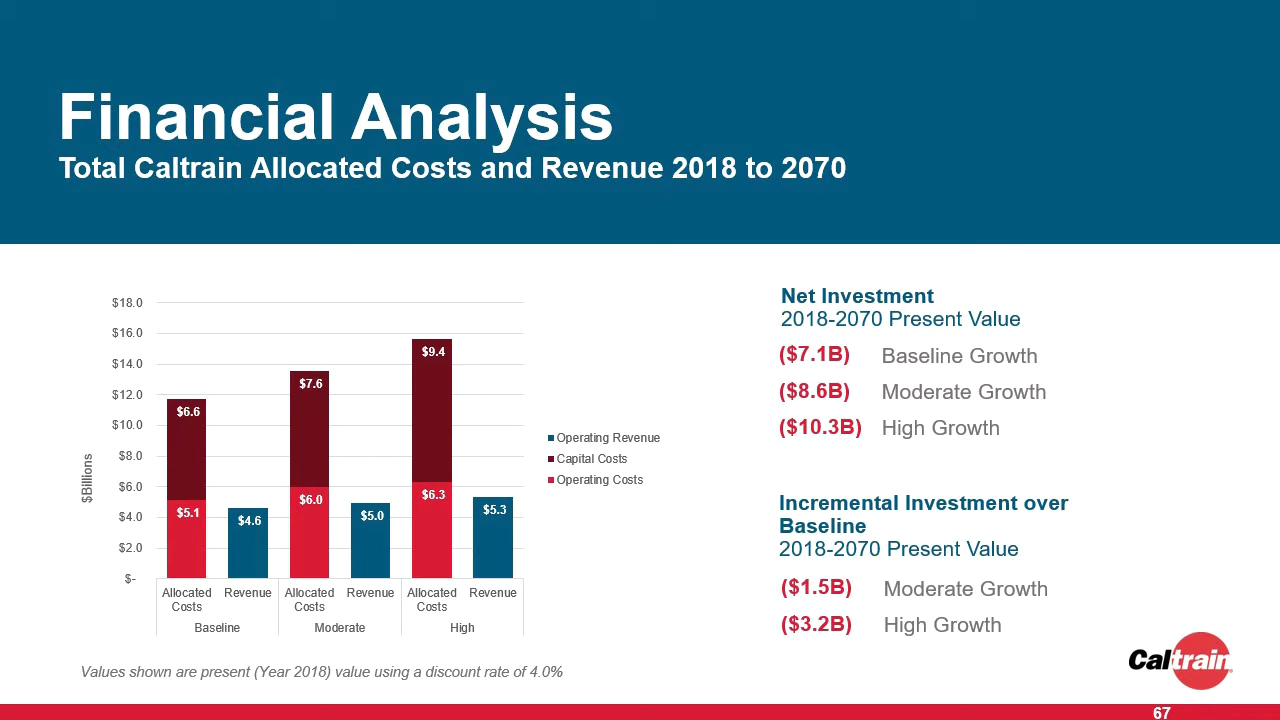 Financial Analysis
Total Caltrain Allocated Costs and Revenue 2018 to 2070
$18.0
$16.0
$14.0
$12.0
$10.0
$8.0
$6.0
$4.0
$2.0
$-
$Billions
$6.6
$5.1
$4.6
$7.6
$6.0
$5.0
$9.4
$6.3
$5.3
Allocated Costs
Revenue
Allocated Costs
Revenue
Allocated Costs
Revenue
Baseline
Moderate
High
Operating Revenue
Capital Costs
Operating Costs
Values shown are present (Year 2018) value using a discount rate of 4.0%
Net Investment
2018-2070 Present Value
($7.1B) Baseline Growth
($8.6B) Moderate Growth
($10.3B) High Growth
Incremental Investment over
Baseline
2018-2070 Present Value
($1.5B) Moderate Growth
($3.2B) High Growth
Caltrain
67